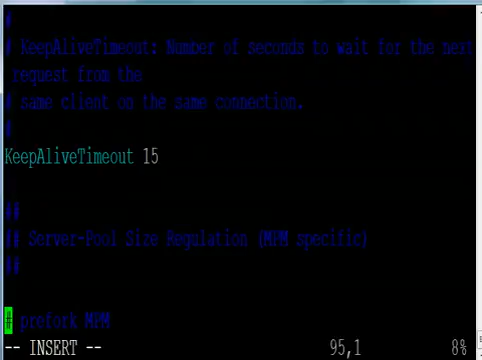 #
# KeepAliveTimeout: Number of seconds to wait for the next
request from the
# same client on the same connection.
#
KeepAliveTimeout 15
##
## Server-Pool Size Regulation (MPM specific)
##
# prefork MPM
-- INSERT --                95,1                8%